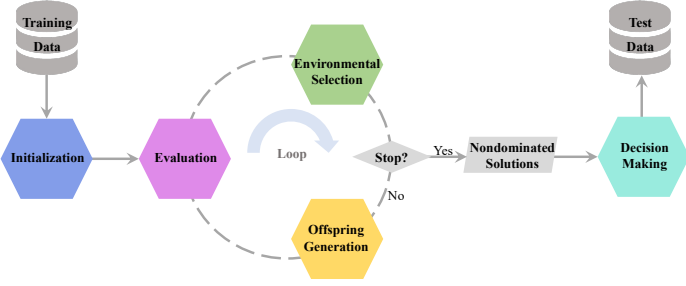 Training
Data
Initialization
Evaluation
Environmental
Selection
Loop
Stop?
Yes
No
Offspring
Generation
Nondominated
Solutions
Decision
Making
Test
Data